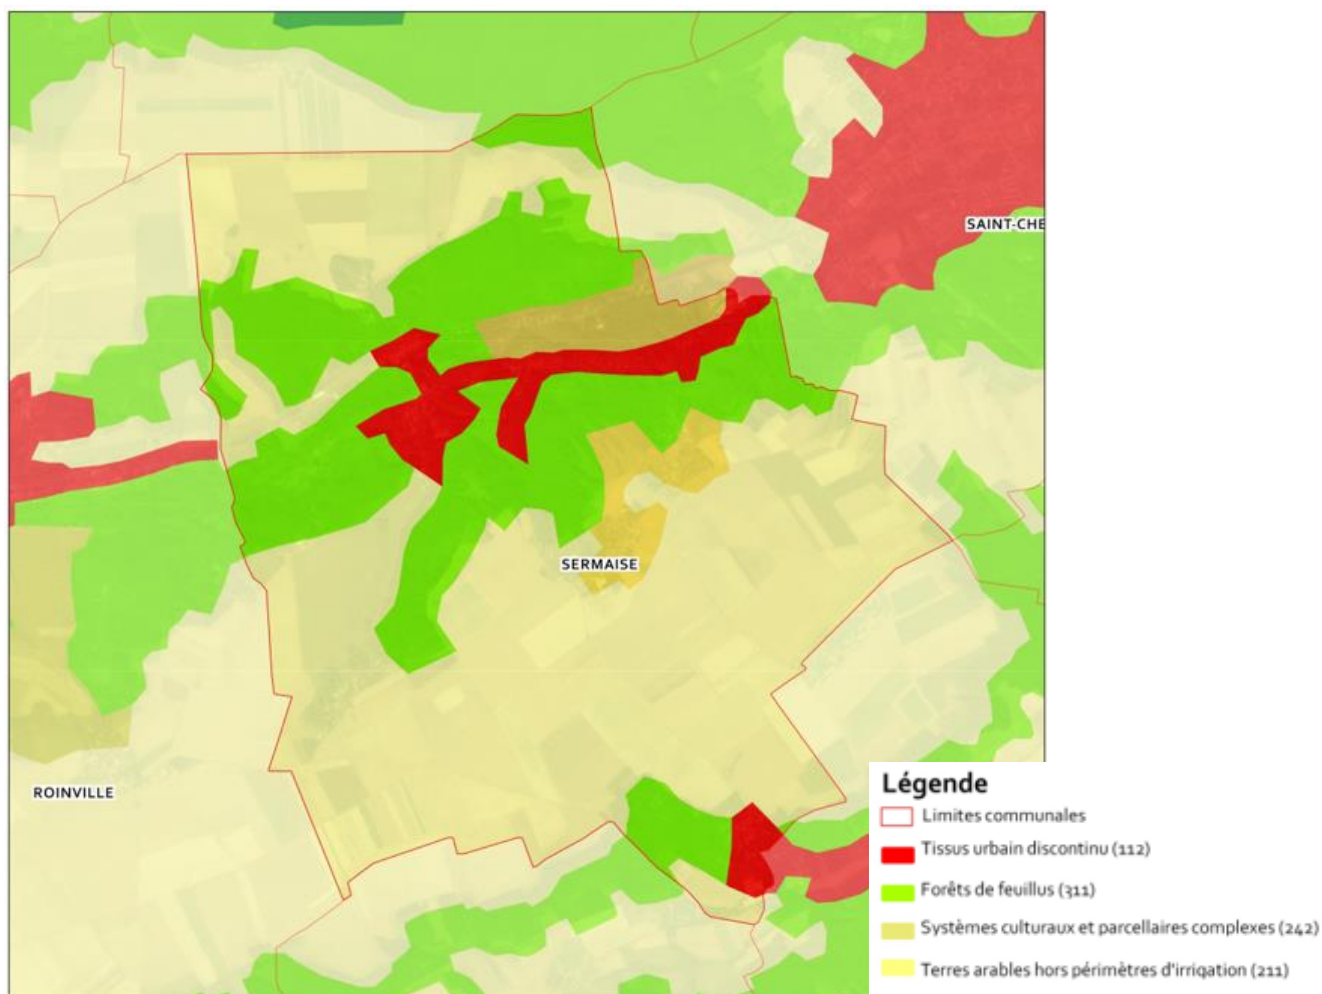 SAINT-CHE
SERMAISE
ROINVILLE
Légende
Limites communales
Tissus urbain discontinu (112)
Forêts de feuillus (311)
Systèmes culturaux et parcellaires complexes (242)
Terres arables hors périmètres d'irrigation (211)